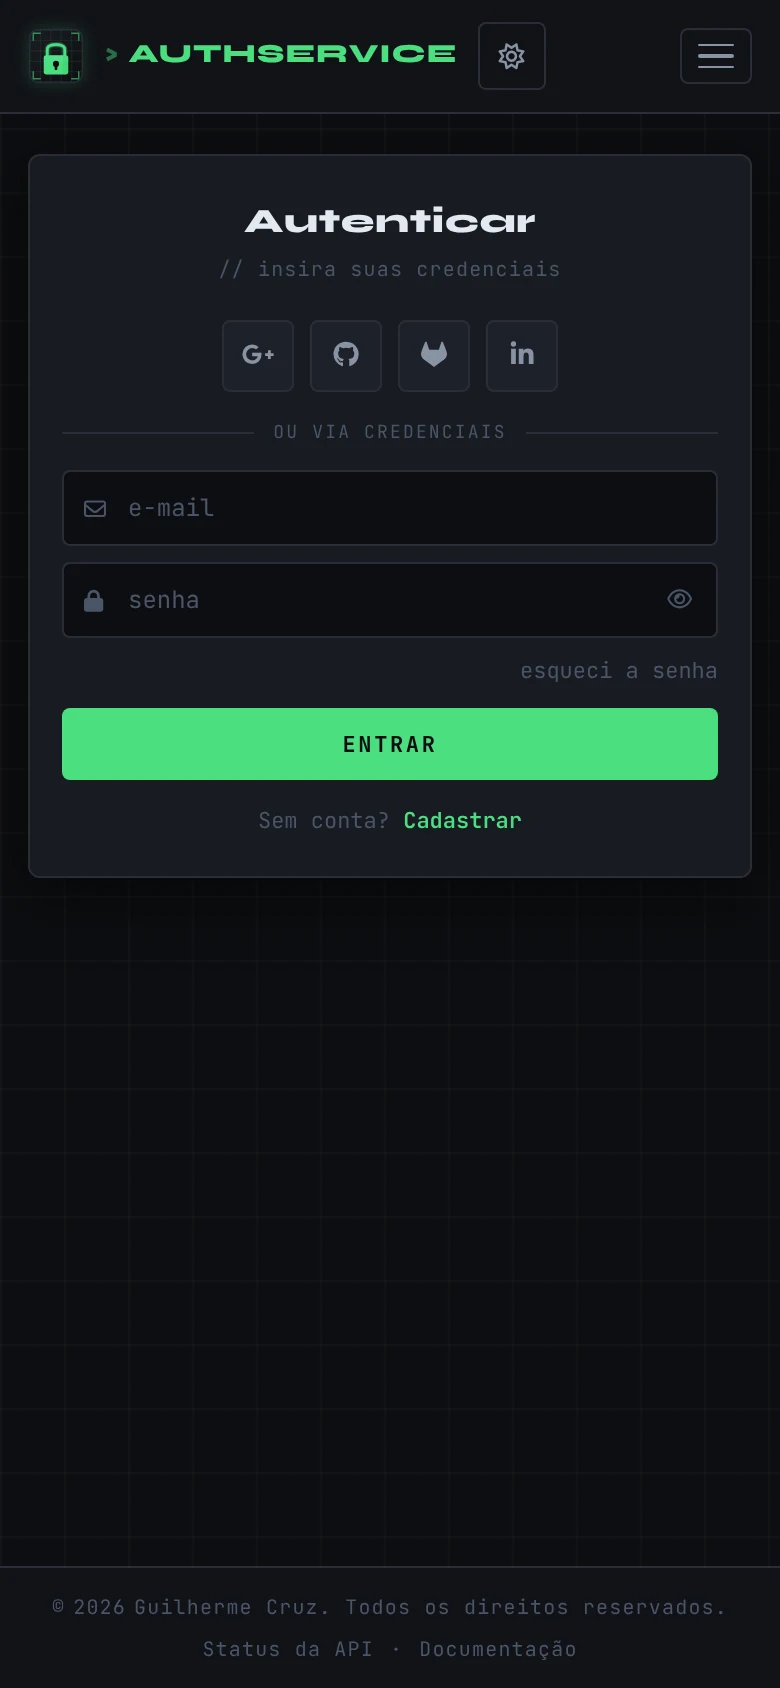 > AUTHSERVICE
Autenticar
// insira suas credenciais
G+
in
OU VIA CREDENCIAIS
e-mail
senha
esqueci a senha
ENTRAR
Sem conta? Cadastrar
© 2026 Guilherme Cruz. Todos os direitos reservados.
Status da API · Documentação